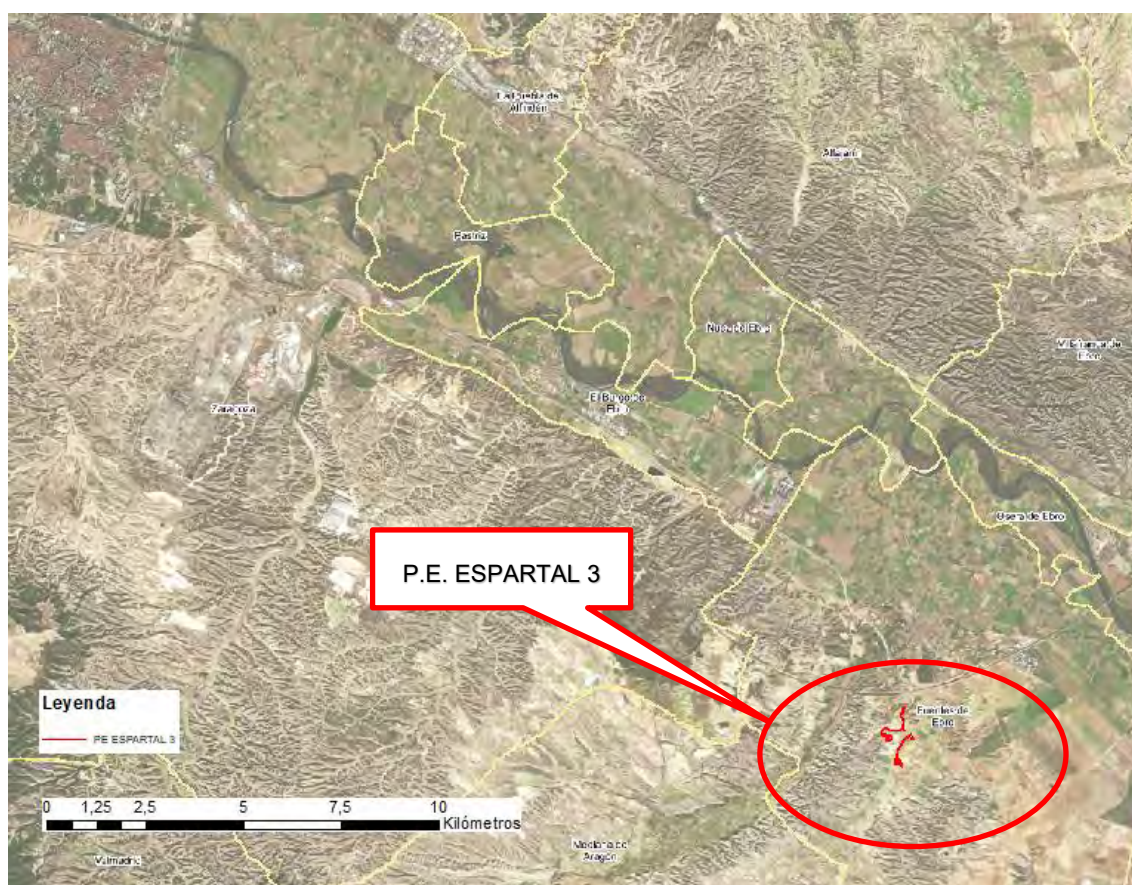 La Puebla de
Alfindén
Alfajarín
Pastriz
Nuez de Ebro
Villafranca de
Ebro
El Burgo de
Ebro
Zaragoza
Osera de Ebro
P.E. ESPARTAL 3
Fuentes de
Ebro
Leyenda
PE ESPARTAL 3
0 1,25 2,5 5 7,5 10
Kilómetros
Mediana de
Aragón
Valmadrid